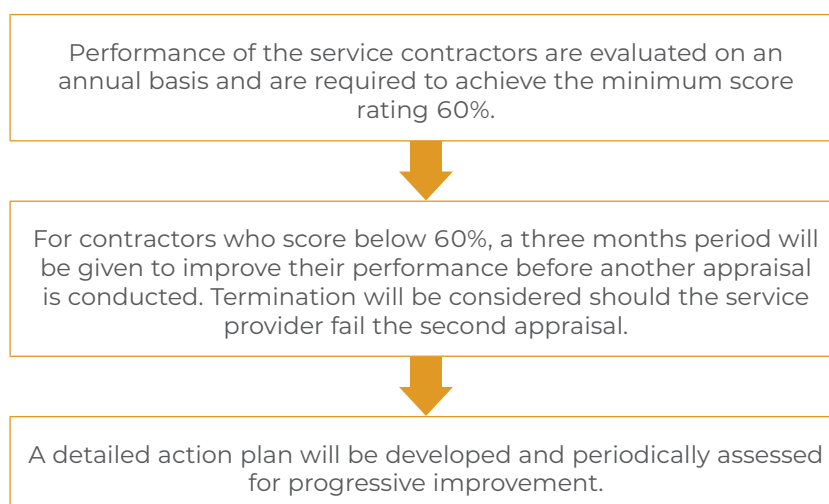 Performance of the service contractors are evaluated on an
annual basis and are required to achieve the minimum score
rating 60%.
For contractors who score below 60%, a three months period will
be given to improve their performance before another appraisal
is conducted. Termination will be considered should the service
provider fail the second appraisal.
A detailed action plan will be developed and periodically assessed
for progressive improvement.